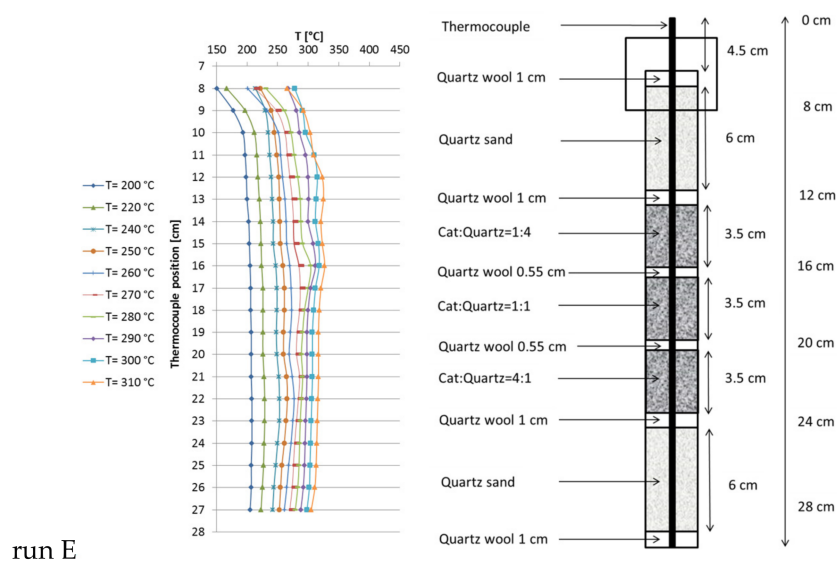 T [°C]
150 200 250 300 350 400 450
7
8
9
10
11
12
13
14
15
16
17
18
19
20
21
22
23
24
25
26
27
28
Thermocouple position [cm]
T= 200 °C
T= 220 °C
T= 240 °C
T= 250 °C
T= 260 °C
T= 270 °C
T= 280 °C
T= 290 °C
T= 300 °C
T= 310 °C
run E
Thermocouple
Quartz wool 1 cm
Quartz sand
Quartz wool 1 cm
Cat:Quartz=1:4
Quartz wool 0.55 cm
Cat:Quartz=1:1
Quartz wool 0.55 cm
Cat:Quartz=4:1
Quartz wool 1 cm
Quartz sand
Quartz wool 1 cm
4.5 cm
6 cm
3.5 cm
3.5 cm
3.5 cm
6 cm
0 cm
8 cm
12 cm
16 cm
20 cm
24 cm
28 cm